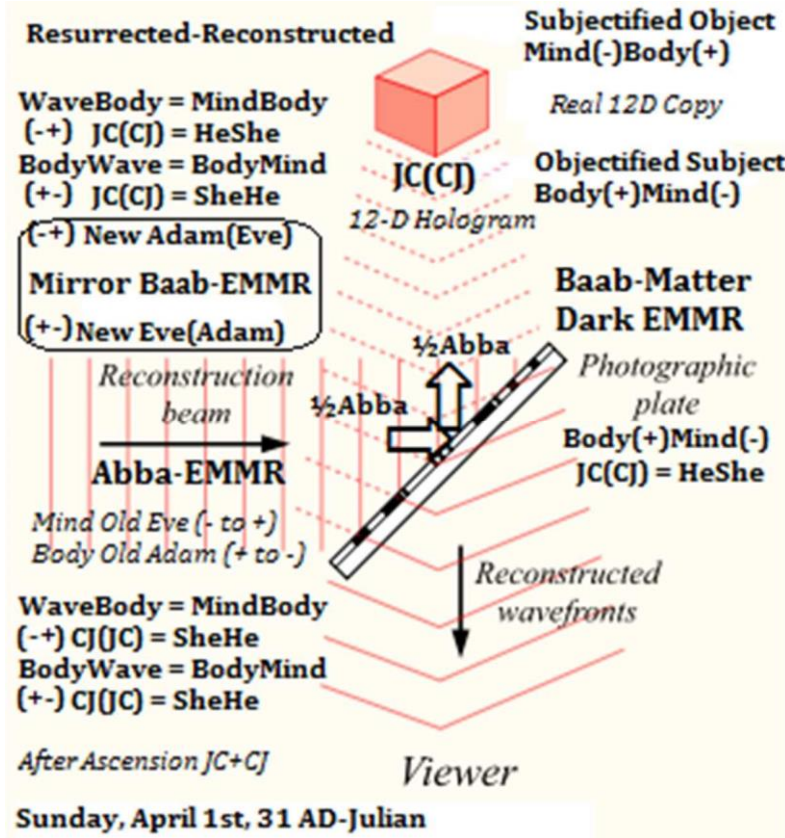 Resurrected-Reconstructed
Subjectified Object
Mind(-)Body(+)
Real 12D Copy
WaveBody = MindBody
(-+) JC(CJ) = HeShe
BodyWave = BodyMind
(+-) JC(CJ) = SheHe
JC(CJ)
12-D Hologram
Objectified Subject
Body(+)Mind(-)
(-+) New Adam(Eve)
Mirror Baab-EMMR
(+-) New Eve(Adam)
Baab-Matter
Dark EMMR
½Abba
½Abba
Reconstruction
beam
Abba-EMMR
Photographic
plate
Body(+)Mind(-)
JC(CJ) = HeShe
Mind Old Eve (- to +)
Body Old Adam (+ to -)
Reconstructed
wavefronts
WaveBody = MindBody
(-+) CJ(JC) = SheHe
BodyWave = BodyMind
(+-) CJ(JC) = SheHe
After Ascension JC+CJ
Viewer
Sunday, April 1st, 31 AD-Julian